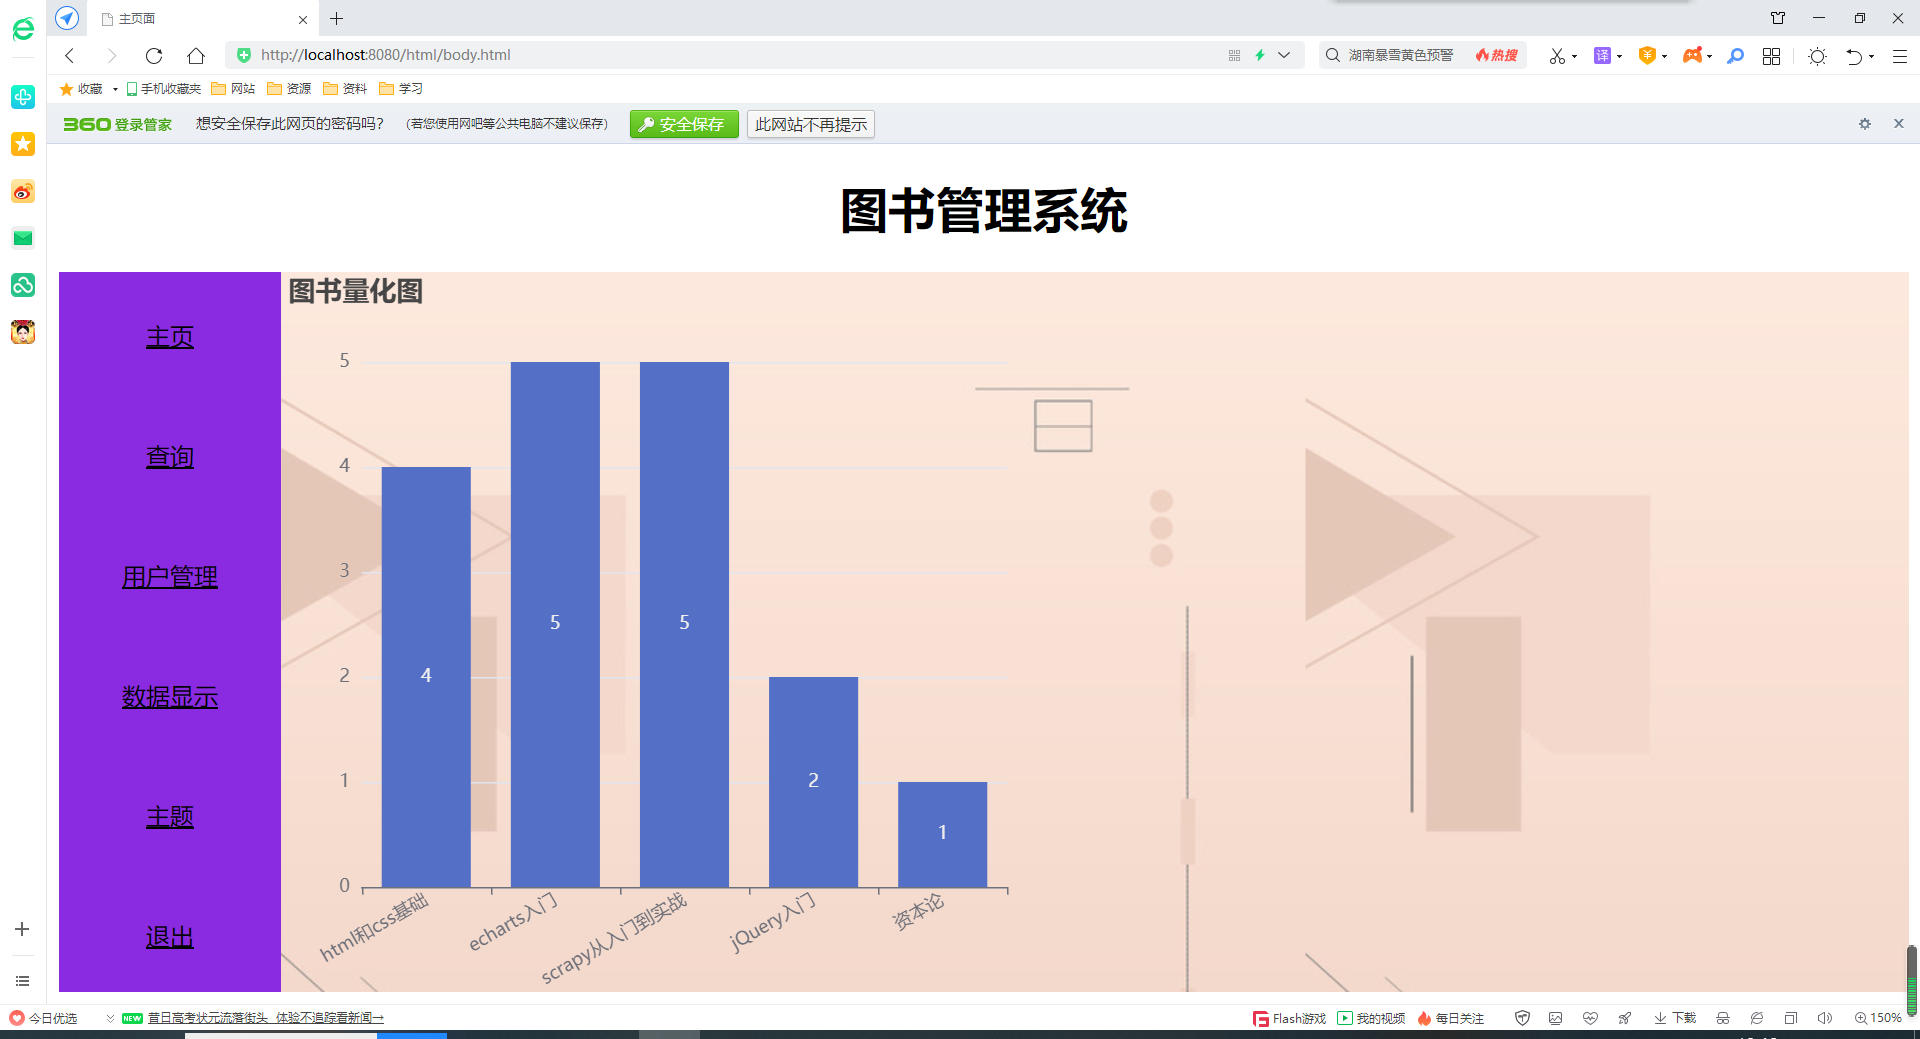 主页面
http://localhost:8080/html/body.html
湖南暴雪黄色预警 热搜
译
收藏 手机收藏夹 网站 资源 资料 学习
360 登录管家 想安全保存此网页的密码吗? (若您使用网吧等公共电脑不建议保存) 安全保存 此网站不再提示
图书管理系统
主页
查询
用户管理
数据显示
主题
退出
图书量化图
5
4
3
2
1
0
4
5
5
2
1
html和css基础
echarts入门
scrapy从入门到实战
jQuery入门
资本论
今日优选 NEW 昔日高考状元流落街头 体验不追踪看新闻→
Flash游戏 我的视频 每日关注 下载 150%